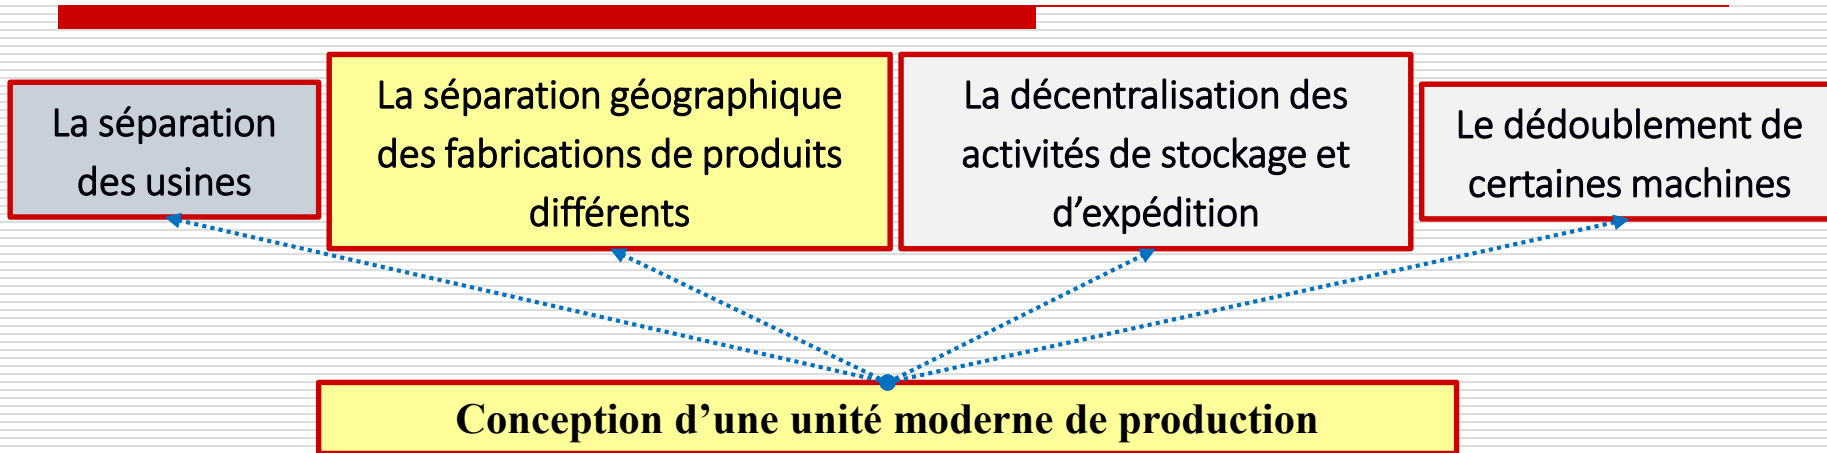 La séparation
des usines
La séparation géographique
des fabrications de produits
différents
La décentralisation des
activités de stockage et
d’expédition
Le dédoublement de
certaines machines
Conception d’une unité moderne de production